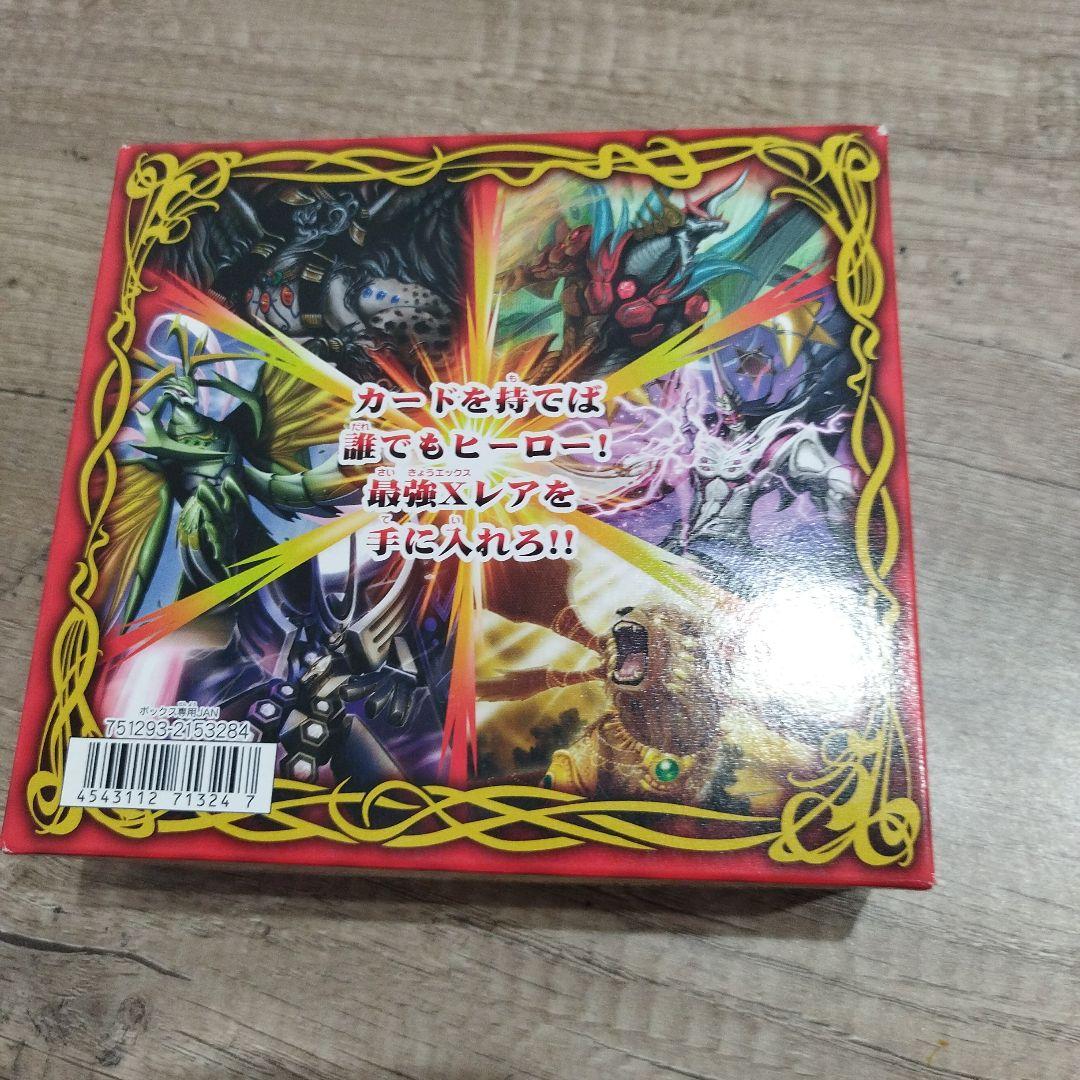 カードを持てば
誰でもヒーロー!
最強Xレアを
手に入れろ!!
ボックス専用JAN
751293-2153284
4543112 71324 7